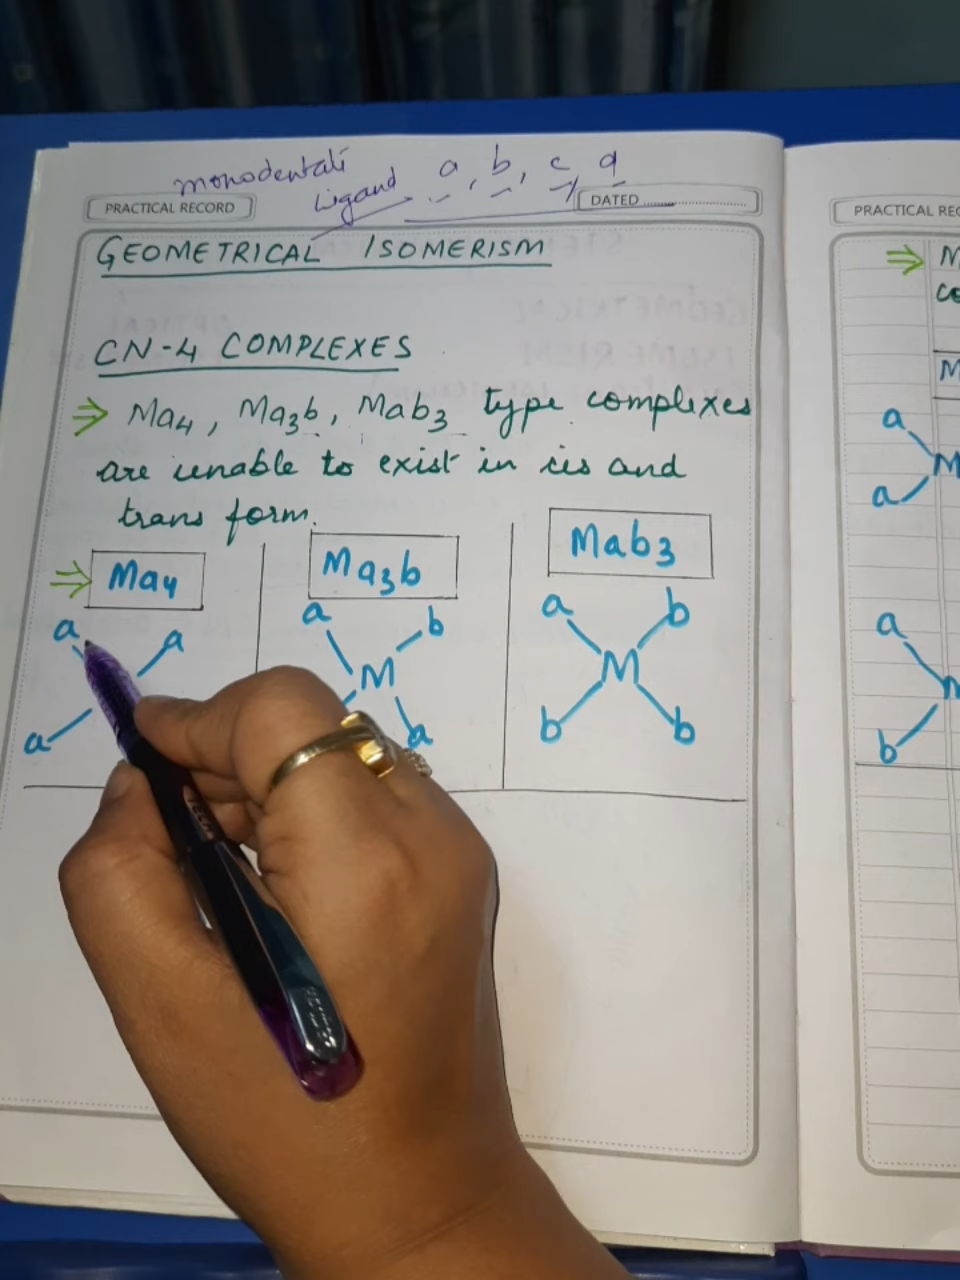 monodentate
Ligand a, b, c, d
PRACTICAL RECORD
DATED
GEOMETRICAL ISOMERISM
CN-4 COMPLEXES
⇒ Ma4, Ma3b, Mab3 type complexes
are unable to exist in cis and
trans form.
⇒ Ma4 Ma3b Mab3
a a a b a b
M M
a a b b
PRACTICAL REC
⇒ M
co
M
a
M
a
a
M
b